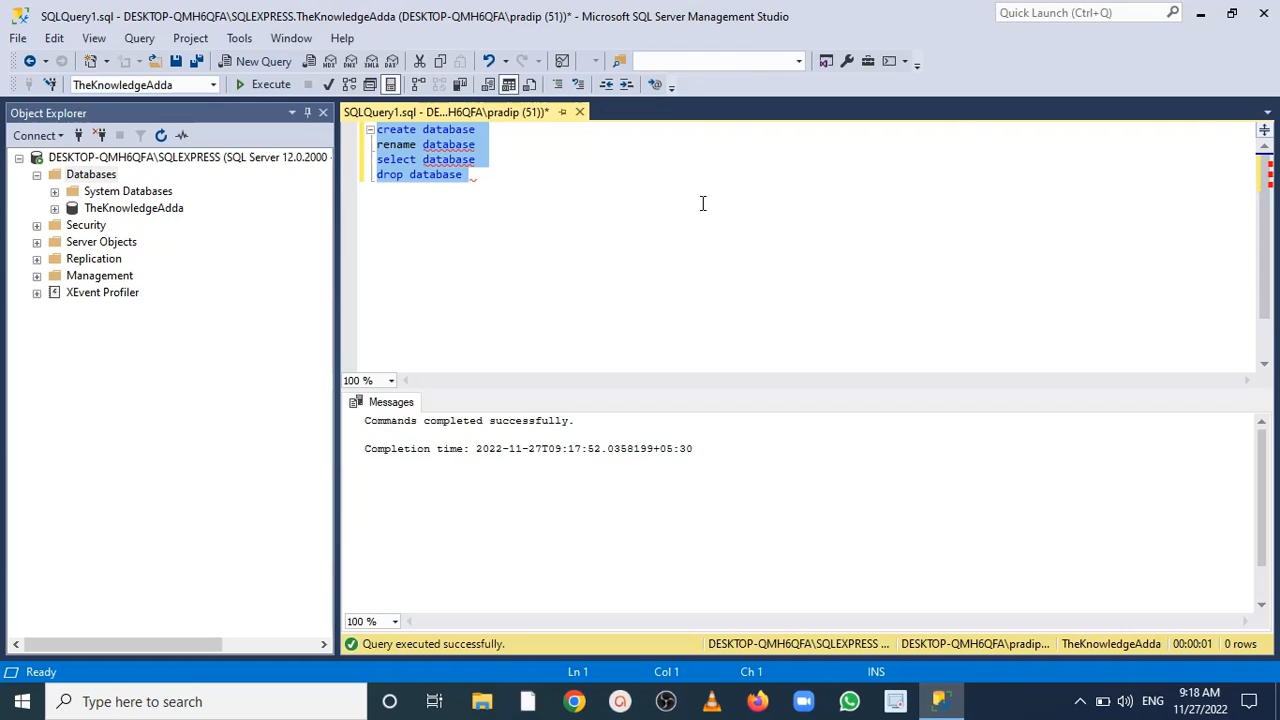 SQLQuery1.sql - DESKTOP-QMH6QFA\SQLEXPRESS.TheKnowledgeAdda (DESKTOP-QMH6QFA\pradip (51))* - Microsoft SQL Server Management Studio
Quick Launch (Ctrl+Q)
File Edit View Query Project Tools Window Help
New Query
MDX DMX XMLA DAX
TheKnowledgeAdda
Execute
Object Explorer
SQLQuery1.sql - DE...H6QFA\pradip (51))*
Connect
DESKTOP-QMH6QFA\SQLEXPRESS (SQL Server 12.0.2000 -
Databases
System Databases
TheKnowledgeAdda
Security
Server Objects
Replication
Management
XEvent Profiler
create database
rename database
select database
drop database
100 %
Messages
Commands completed successfully.
Completion time: 2022-11-27T09:17:52.0358199+05:30
100 %
Query executed successfully.
DESKTOP-QMH6QFA\SQLEXPRESS ...
DESKTOP-QMH6QFA\pradip...
TheKnowledgeAdda
00:00:01
0 rows
Ready
Ln 1
Col 1
Ch 1
INS
Type here to search
ENG
9:18 AM
11/27/2022